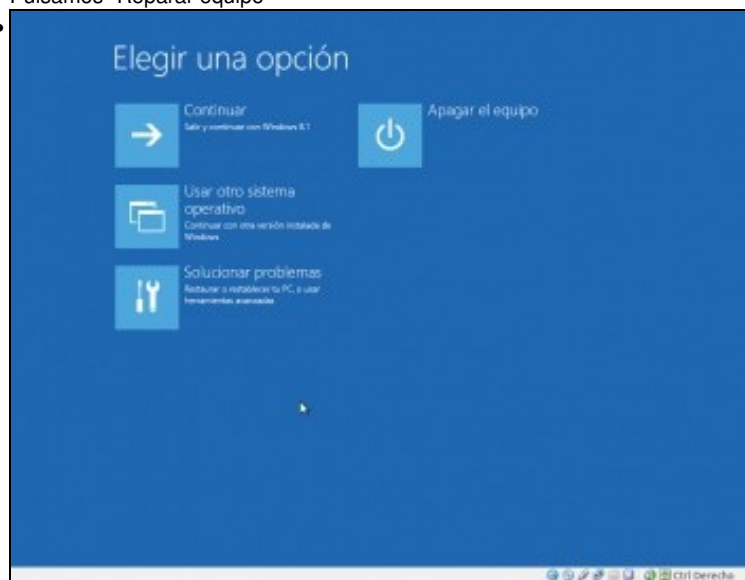 Pulsamos "Reparar equipo"
Elegir una opción
Continuar
Salir y continuar con Windows 8.1
Apagar el equipo
Usar otro sistema
operativo
Continuar con otra versión instalada de
Windows
Solucionar problemas
Restaurar o restablecer tu PC, o usar
herramientas avanzadas
Ctrl Derecho